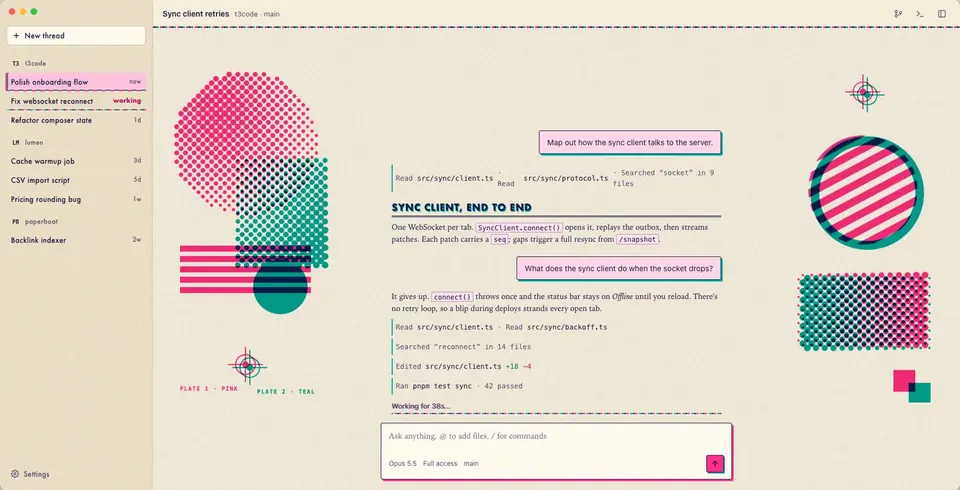 Sync client retries t3code · main
+ New thread
T3 t3code
Polish onboarding flow now
Fix websocket reconnect working
Refactor composer state 1d
LM lumen
Cache warmup job 3d
CSV import script 5d
Pricing rounding bug 1w
PB paperboat
Backlink indexer 2w
Settings
PLATE 1 · PINK
PLATE 2 · TEAL
Map out how the sync client talks to the server.
Read src/sync/client.ts · Read src/sync/protocol.ts · Searched "socket" in 9 files
SYNC CLIENT, END TO END
One WebSocket per tab. SyncClient.connect() opens it, replays the outbox, then streams
patches. Each patch carries a seq; gaps trigger a full resync from /snapshot.
What does the sync client do when the socket drops?
It gives up. connect() throws once and the status bar stays on Offline until you reload. There's
no retry loop, so a blip during deploys strands every open tab.
Read src/sync/client.ts · Read src/sync/backoff.ts
Searched "reconnect" in 14 files
Edited src/sync/client.ts +18 −4
Ran pnpm test sync · 42 passed
Working for 38s...
Ask anything, @ to add files, / for commands
Opus 5.5 Full access main